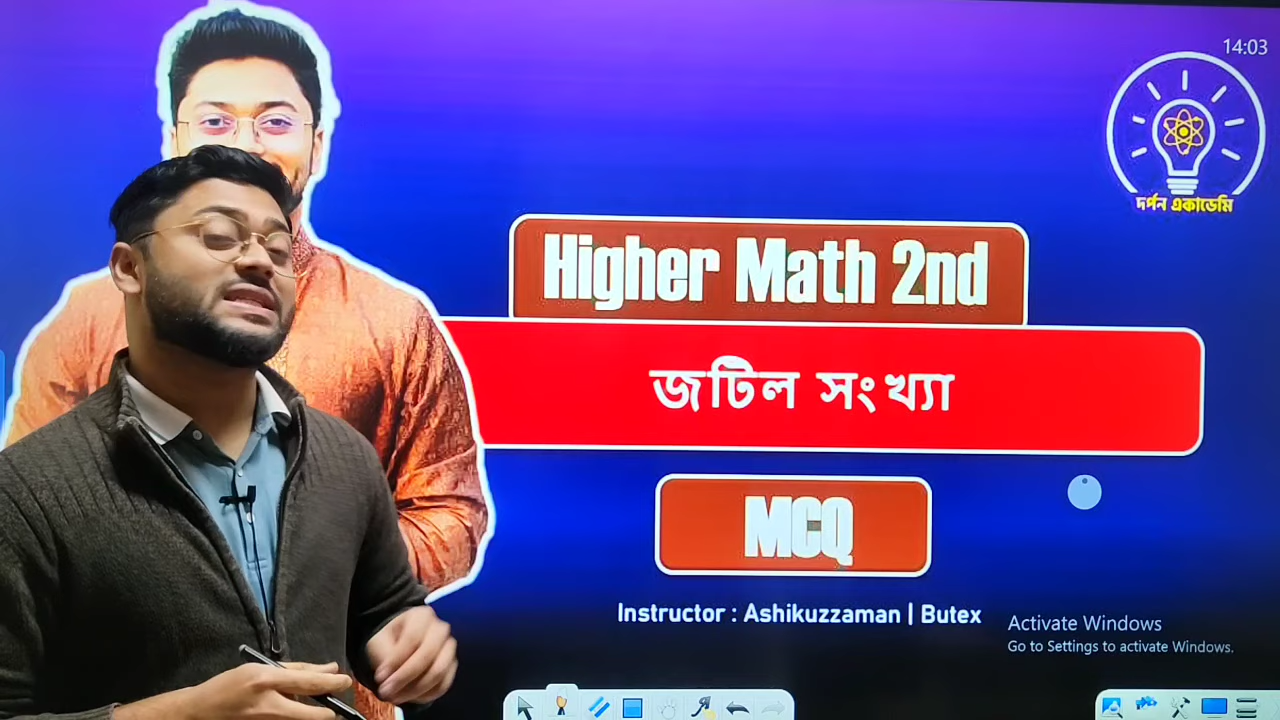 14:03
দর্পন একাডেমি
Higher Math 2nd
জটিল সংখ্যা
MCQ
Instructor : Ashikuzzaman | Butex
Activate Windows
Go to Settings to activate Windows.